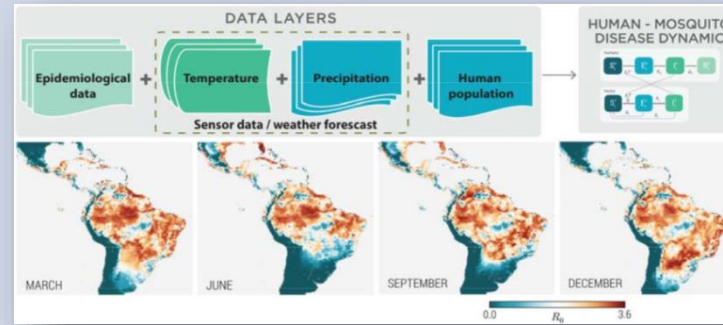 DATA LAYERS
HUMAN - MOSQUITO
DISEASE DYNAMIC
Epidemiological data
+
Temperature
+
Precipitation
+
Human population
Sensor data / weather forescast
MARCH
JUNE
SEPTEMBER
DECEMBER
0.0
3.6
R₀